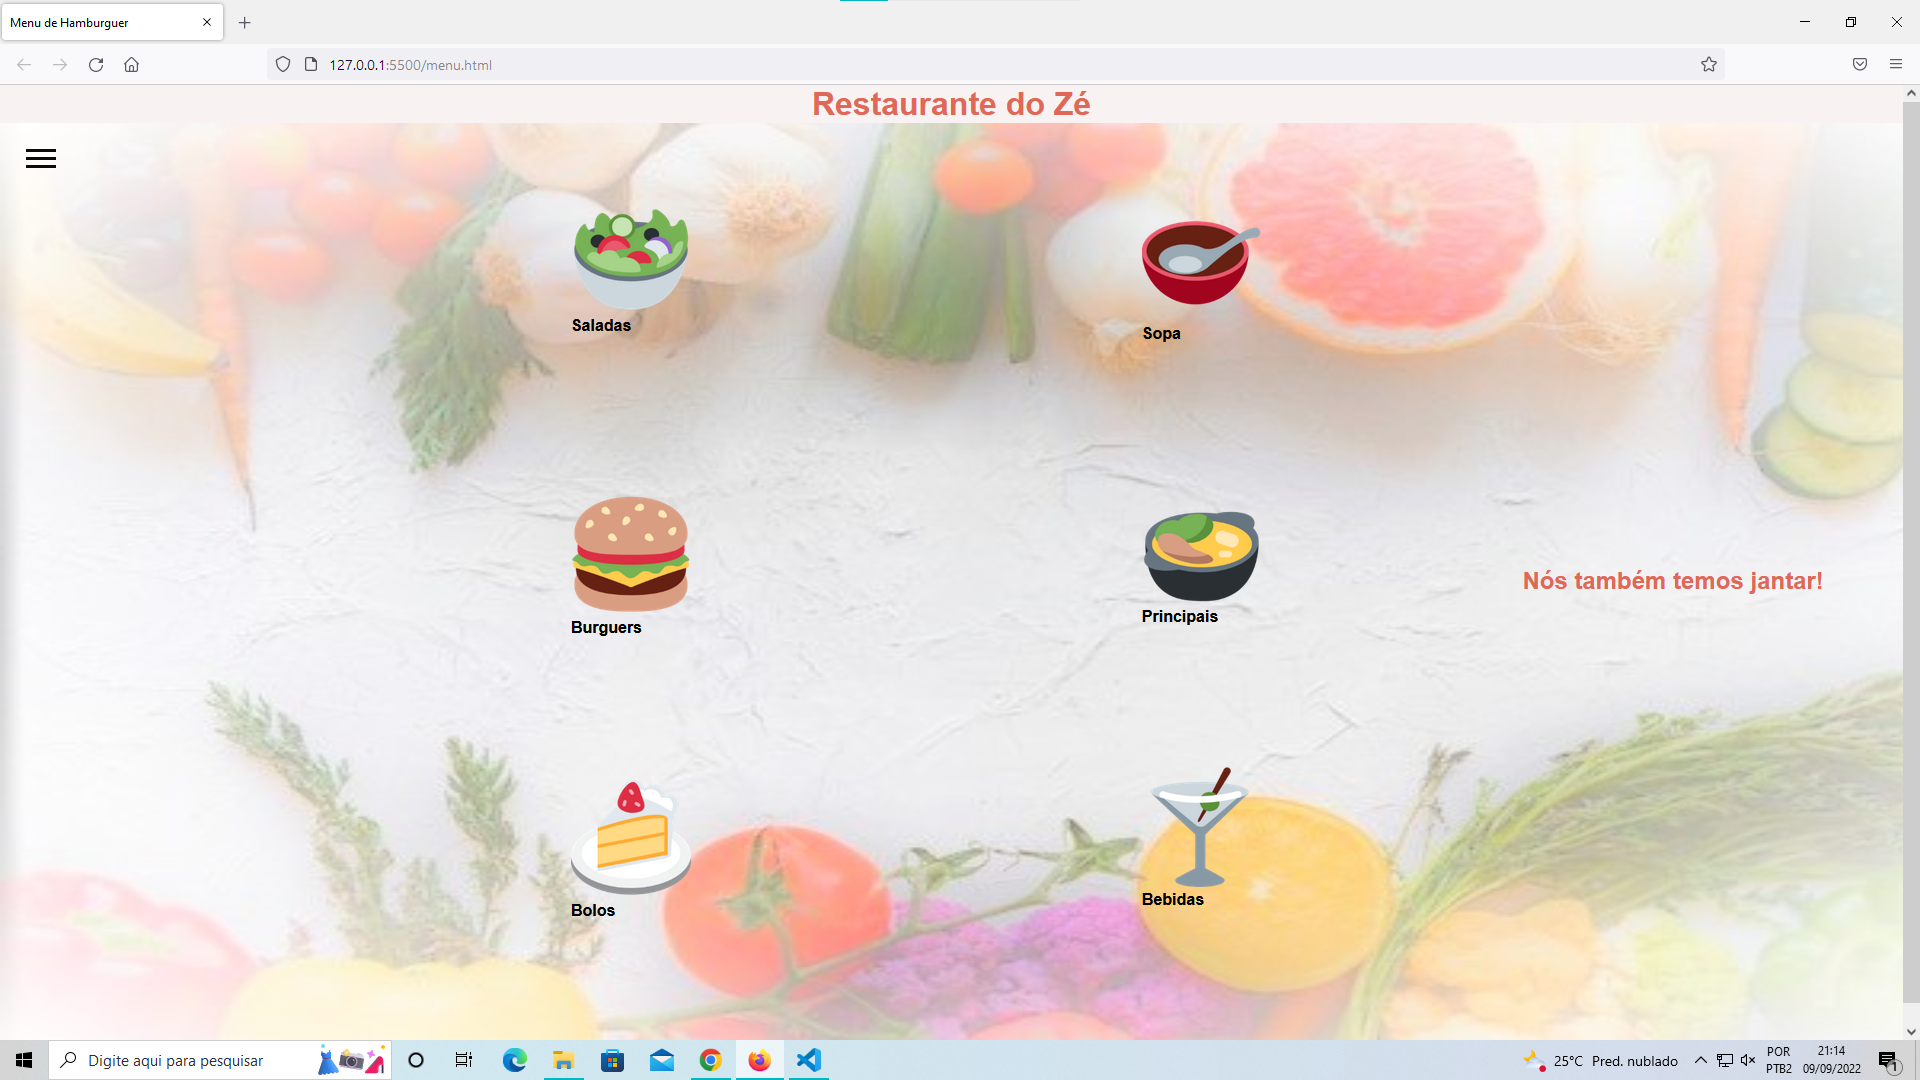 Menu de Hamburguer
127.0.0.1:5500/menu.html
Restaurante do Zé
Saladas
Sopa
Burguers
Principais
Nós também temos jantar!
Bolos
Bebidas
Digite aqui para pesquisar
25°C Pred. nublado
POR
PTB2
21:14
09/09/2022
1